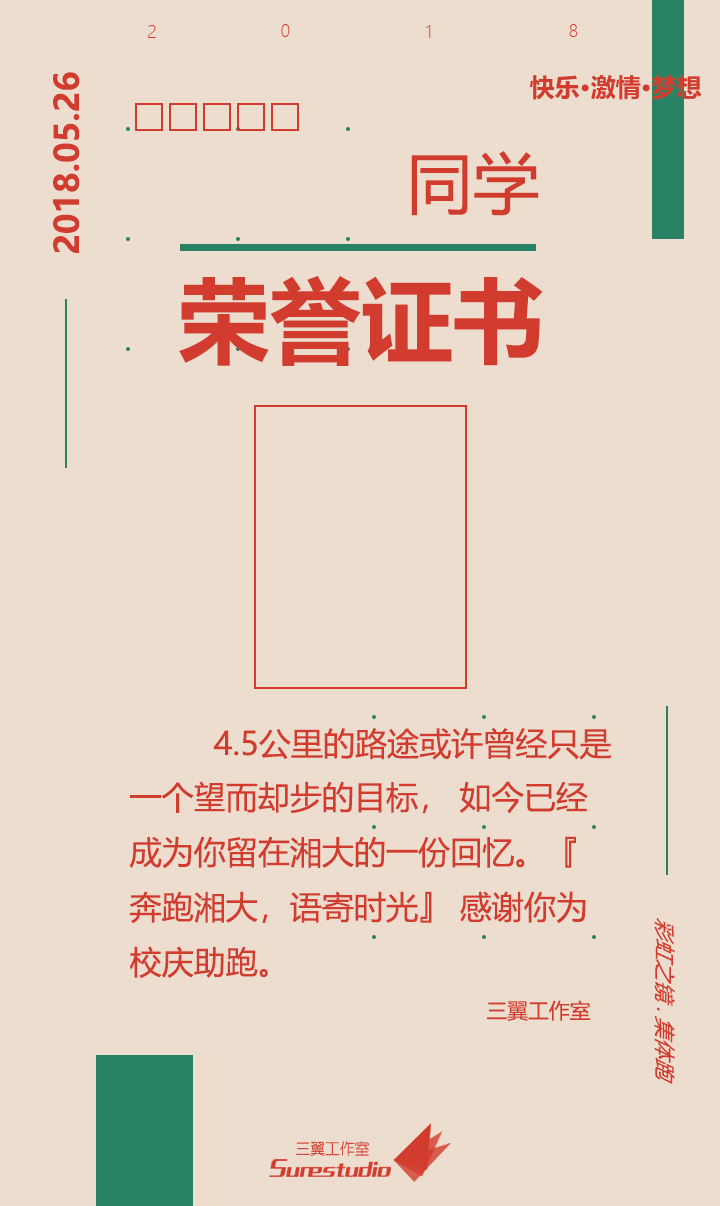 2 0 1 8
快乐·激情·梦想
2018.05.26
同学
荣誉证书
4.5公里的路途或许曾经只是
一个望而却步的目标， 如今已经
成为你留在湘大的一份回忆。『
奔跑湘大，语寄时光』 感谢你为
校庆助跑。
三翼工作室
彩虹之镜·集体跑
三翼工作室
Surestudio